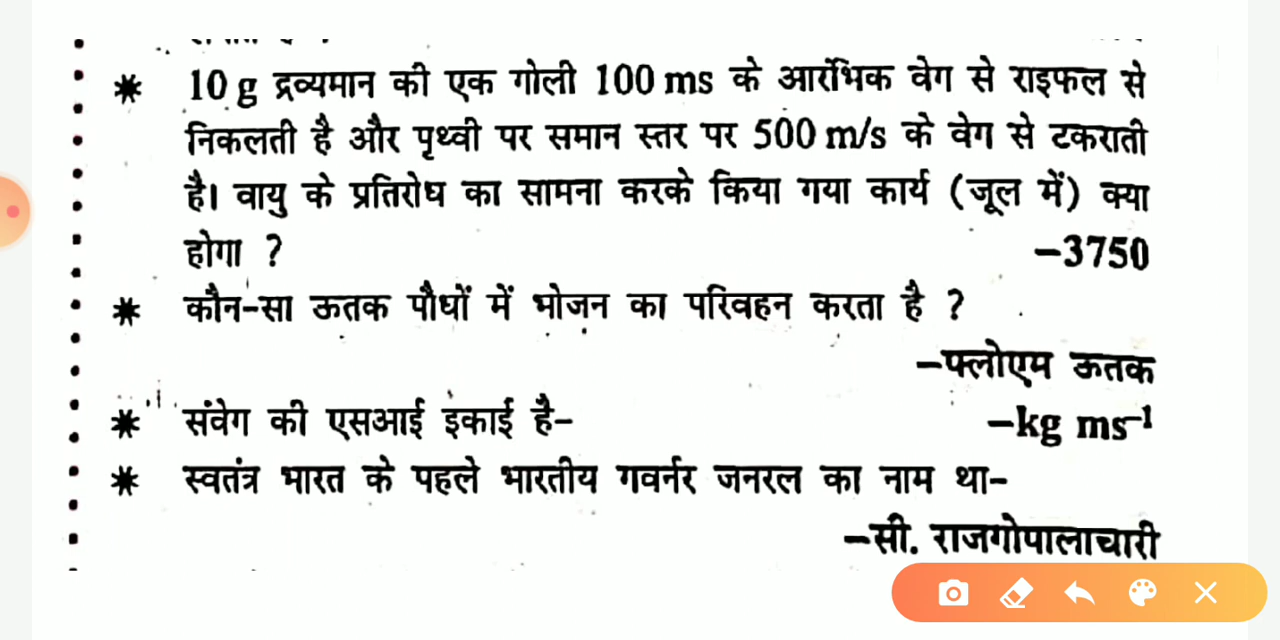 * 10 g द्रव्यमान की एक गोली 100 ms के आरंभिक वेग से राइफल से
निकलती है और पृथ्वी पर समान स्तर पर 500 m/s के वेग से टकराती
है। वायु के प्रतिरोध का सामना करके किया गया कार्य (जूल में) क्या
होगा ? –3750
* कौन-सा ऊतक पौधों में भोजन का परिवहन करता है ?
–फ्लोएम ऊतक
* संवेग की एसआई इकाई है– –kg ms⁻¹
* स्वतंत्र भारत के पहले भारतीय गवर्नर जनरल का नाम था–
–सी. राजगोपालाचारी